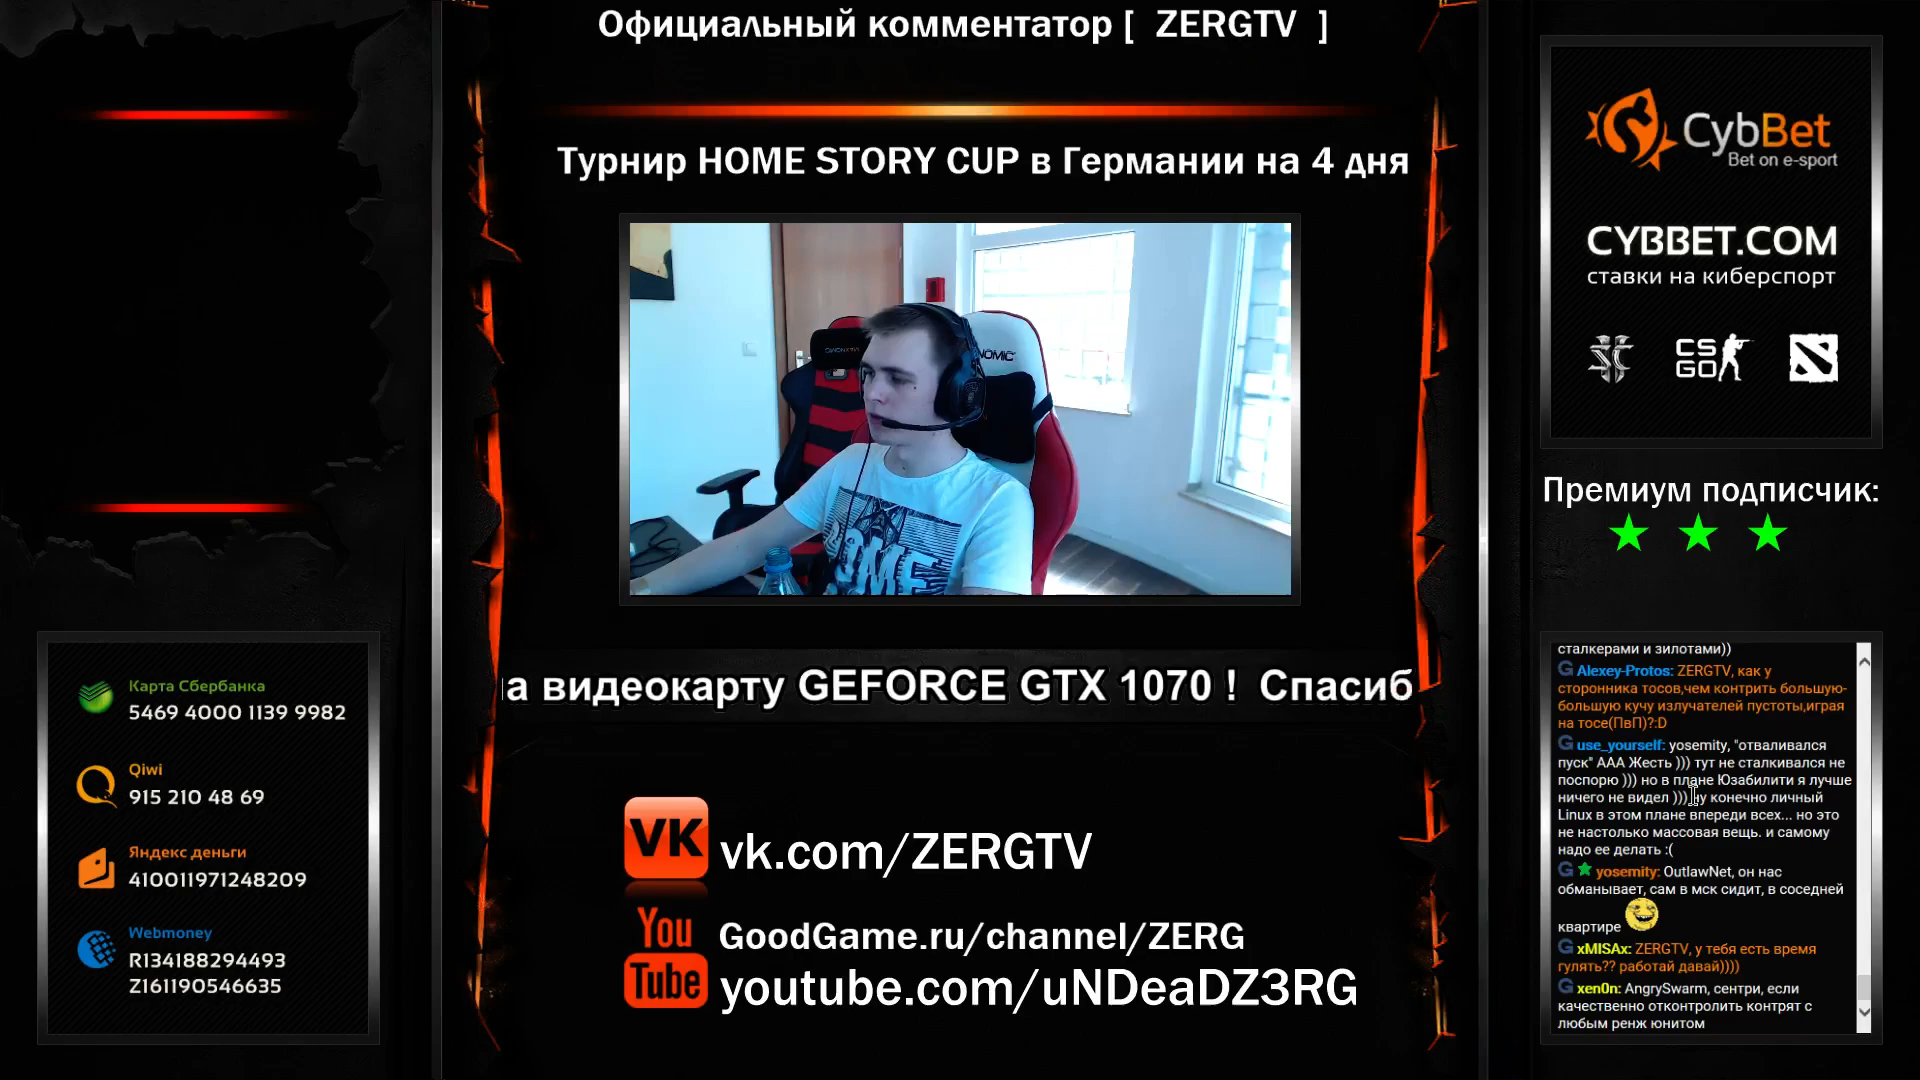 Официальный комментатор [ ZERGTV ]
Турнир HOME STORY CUP в Германии на 4 дня
NOMIC
видеокарту GEFORCE GTX 1070 ! Спасиб
vk.com/ZERGTV
VK
You
Tube
GoodGame.ru/channel/ZERG
youtube.com/uNDeaDZ3RG
Карта Сбербанка
5469 4000 1139 9982
Qiwi
915 210 48 69
Яндекс деньги
410011971248209
Webmoney
R134188294493
Z161190546635
CybBet
Bet on e-sport
CYBBET.COM
ставки на киберспорт
CS
GO
Премиум подписчик:
★ ★ ★
сталкерами и зилотами))
Alexey-Protos: ZERGTV, как у
сторонника тосов,чем контрить большую-
большую кучу излучателей пустоты,играя
на тосе(ПвП)?:D
use_yourself: yosemity, "отваливался
пуск" ААА Жесть ))) тут не сталкивался не
поспорю ))) но в плане Юзабилити я лучше
ничего не видел ))) ну конечно личный
Linux в этом плане впереди всех... но это
не настолько массовая вещь. и самому
надо ее делать :(
yosemity: OutlawNet, он нас
обманывает, сам в мск сидит, в соседней
квартире
xMISAx: ZERGTV, у тебя есть время
гулять?? работай давай))))
xen0n: AngrySwarm, сентри, если
качественно отконтролить контрят с
любым ренж юнитом